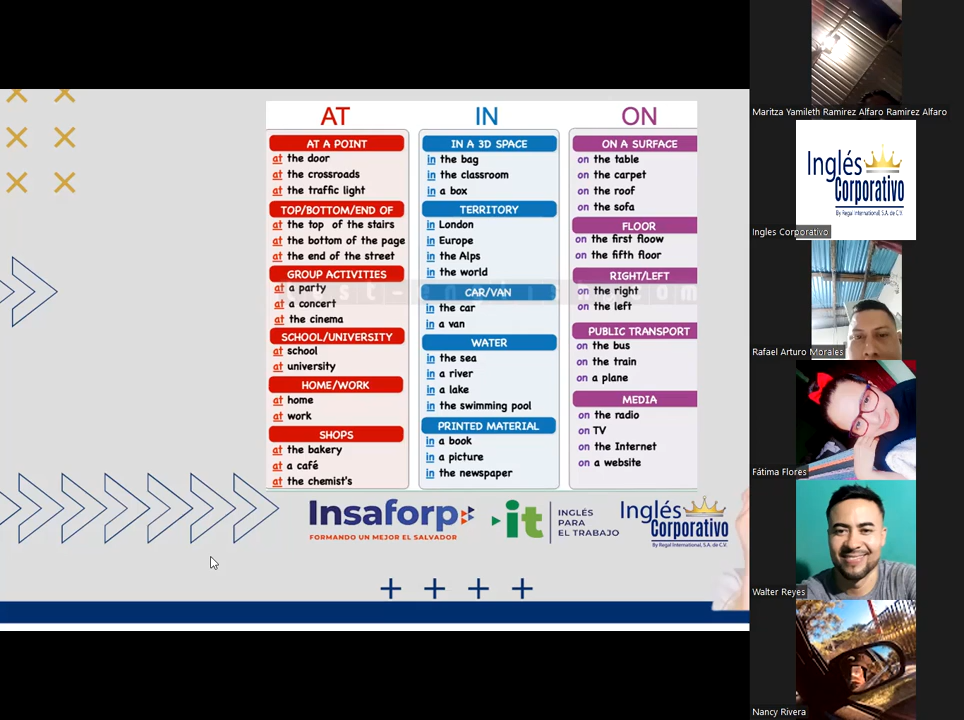 AT
AT A POINT
at the door
at the crossroads
at the traffic light
TOP/BOTTOM/END OF
at the top of the stairs
at the bottom of the page
at the end of the street
GROUP ACTIVITIES
at a party
at a concert
at the cinema
SCHOOL/UNIVERSITY
at school
at university
HOME/WORK
at home
at work
SHOPS
at the bakery
at a café
at the chemist's
IN
IN A 3D SPACE
in the bag
in the classroom
in a box
TERRITORY
in London
in Europe
in the Alps
in the world
CAR/VAN
in the car
in a van
WATER
in the sea
in a river
in a lake
in the swimming pool
PRINTED MATERIAL
in a book
in a picture
in the newspaper
ON
ON A SURFACE
on the table
on the carpet
on the roof
on the sofa
FLOOR
on the first floow
on the fifth floor
RIGHT/LEFT
on the right
on the left
PUBLIC TRANSPORT
on the bus
on the train
on a plane
MEDIA
on the radio
on TV
on the Internet
on a website
Insaforp
FORMANDO UN MEJOR EL SALVADOR
it
INGLÉS
PARA
EL TRABAJO
Inglés
Corporativo
By Regal International, S.A. de C.V.
Maritza Yamileth Ramirez Alfaro Ramirez Alfaro
Inglés
Corporativo
By Regal International, S.A. de C.V.
Ingles Corporativo
Rafael Arturo Morales
Fátima Flores
Walter Reyes
Nancy Rivera